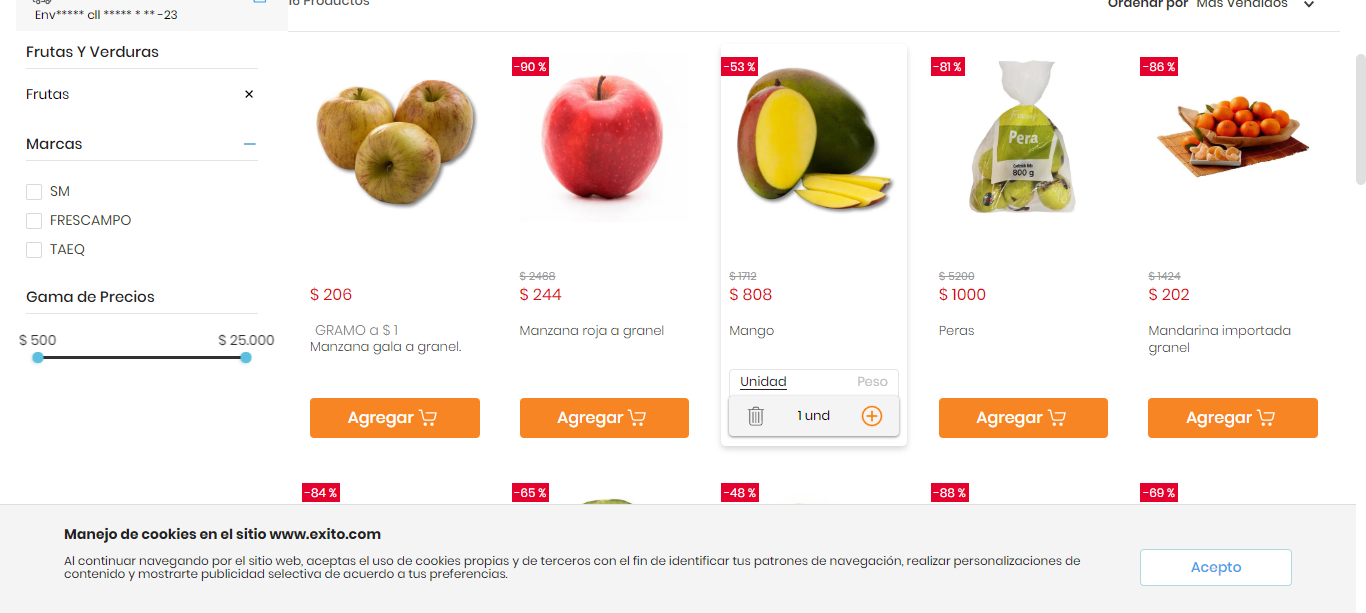 Env***** cll ***** * ** -23
16 Productos
Ordenar por Más Vendidos
Frutas Y Verduras
Frutas
Marcas
SM
FRESCAMPO
TAEQ
Gama de Precios
$ 500 $ 25.000
$ 206
GRAMO a $ 1
Manzana gala a granel.
Agregar
-90 %
$ 2468
$ 244
Manzana roja a granel
Agregar
-53 %
$ 1712
$ 808
Mango
Unidad Peso
1 und
-81 %
Pera
800 g
$ 5200
$ 1000
Peras
Agregar
-86 %
$ 1424
$ 202
Mandarina importada
granel
Agregar
-84 %
-65 %
-48 %
-88 %
-69 %
Manejo de cookies en el sitio www.exito.com
Al continuar navegando por el sitio web, aceptas el uso de cookies propias y de terceros con el fin de identificar tus patrones de navegación, realizar personalizaciones de
contenido y mostrarte publicidad selectiva de acuerdo a tus preferencias.
Acepto